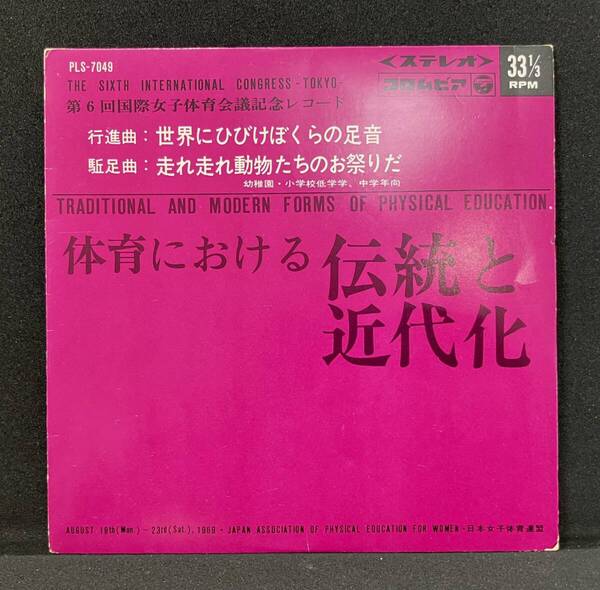 PLS-7049
<ステレオ>
コロムビア
33 1/3
RPM
THE SIXTH INTERNATIONAL CONGRESS-TOKYO-
第6回国際女子体育会議記念レコード
行進曲：世界にひびけぼくらの足音
駈足曲：走れ走れ動物たちのお祭りだ
幼稚園・小学校低学学、中学年向
TRADITIONAL AND MODERN FORMS OF PHYSICAL EDUCATION.
体育における伝統と
近代化
AUGUST 19th(Mon.)-23rd(Sat.), 1969・JAPAN ASSOCIATION OF PHYSICAL EDUCATION FOR WOMEN・日本女子体育連盟